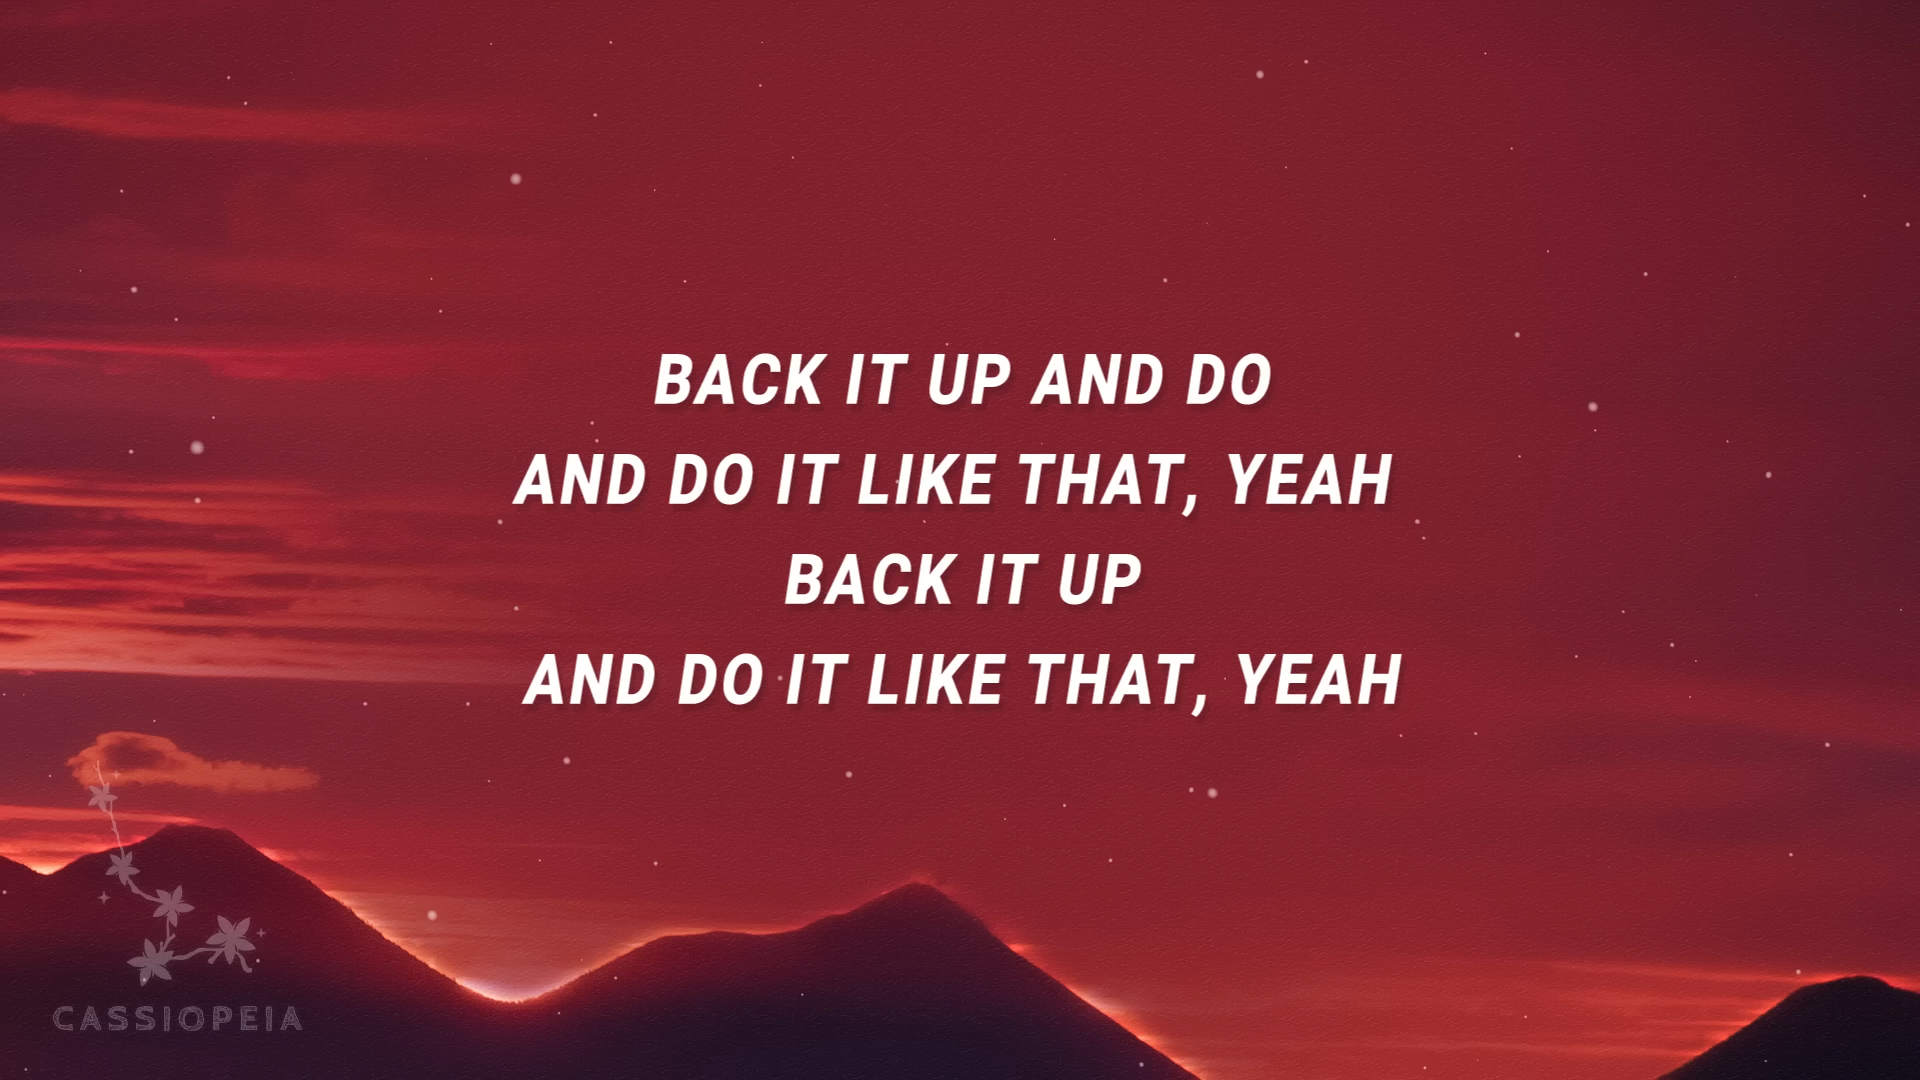 BACK IT UP AND DO
AND DO IT LIKE THAT, YEAH
BACK IT UP
AND DO IT LIKE THAT, YEAH
CASSIOPEIA